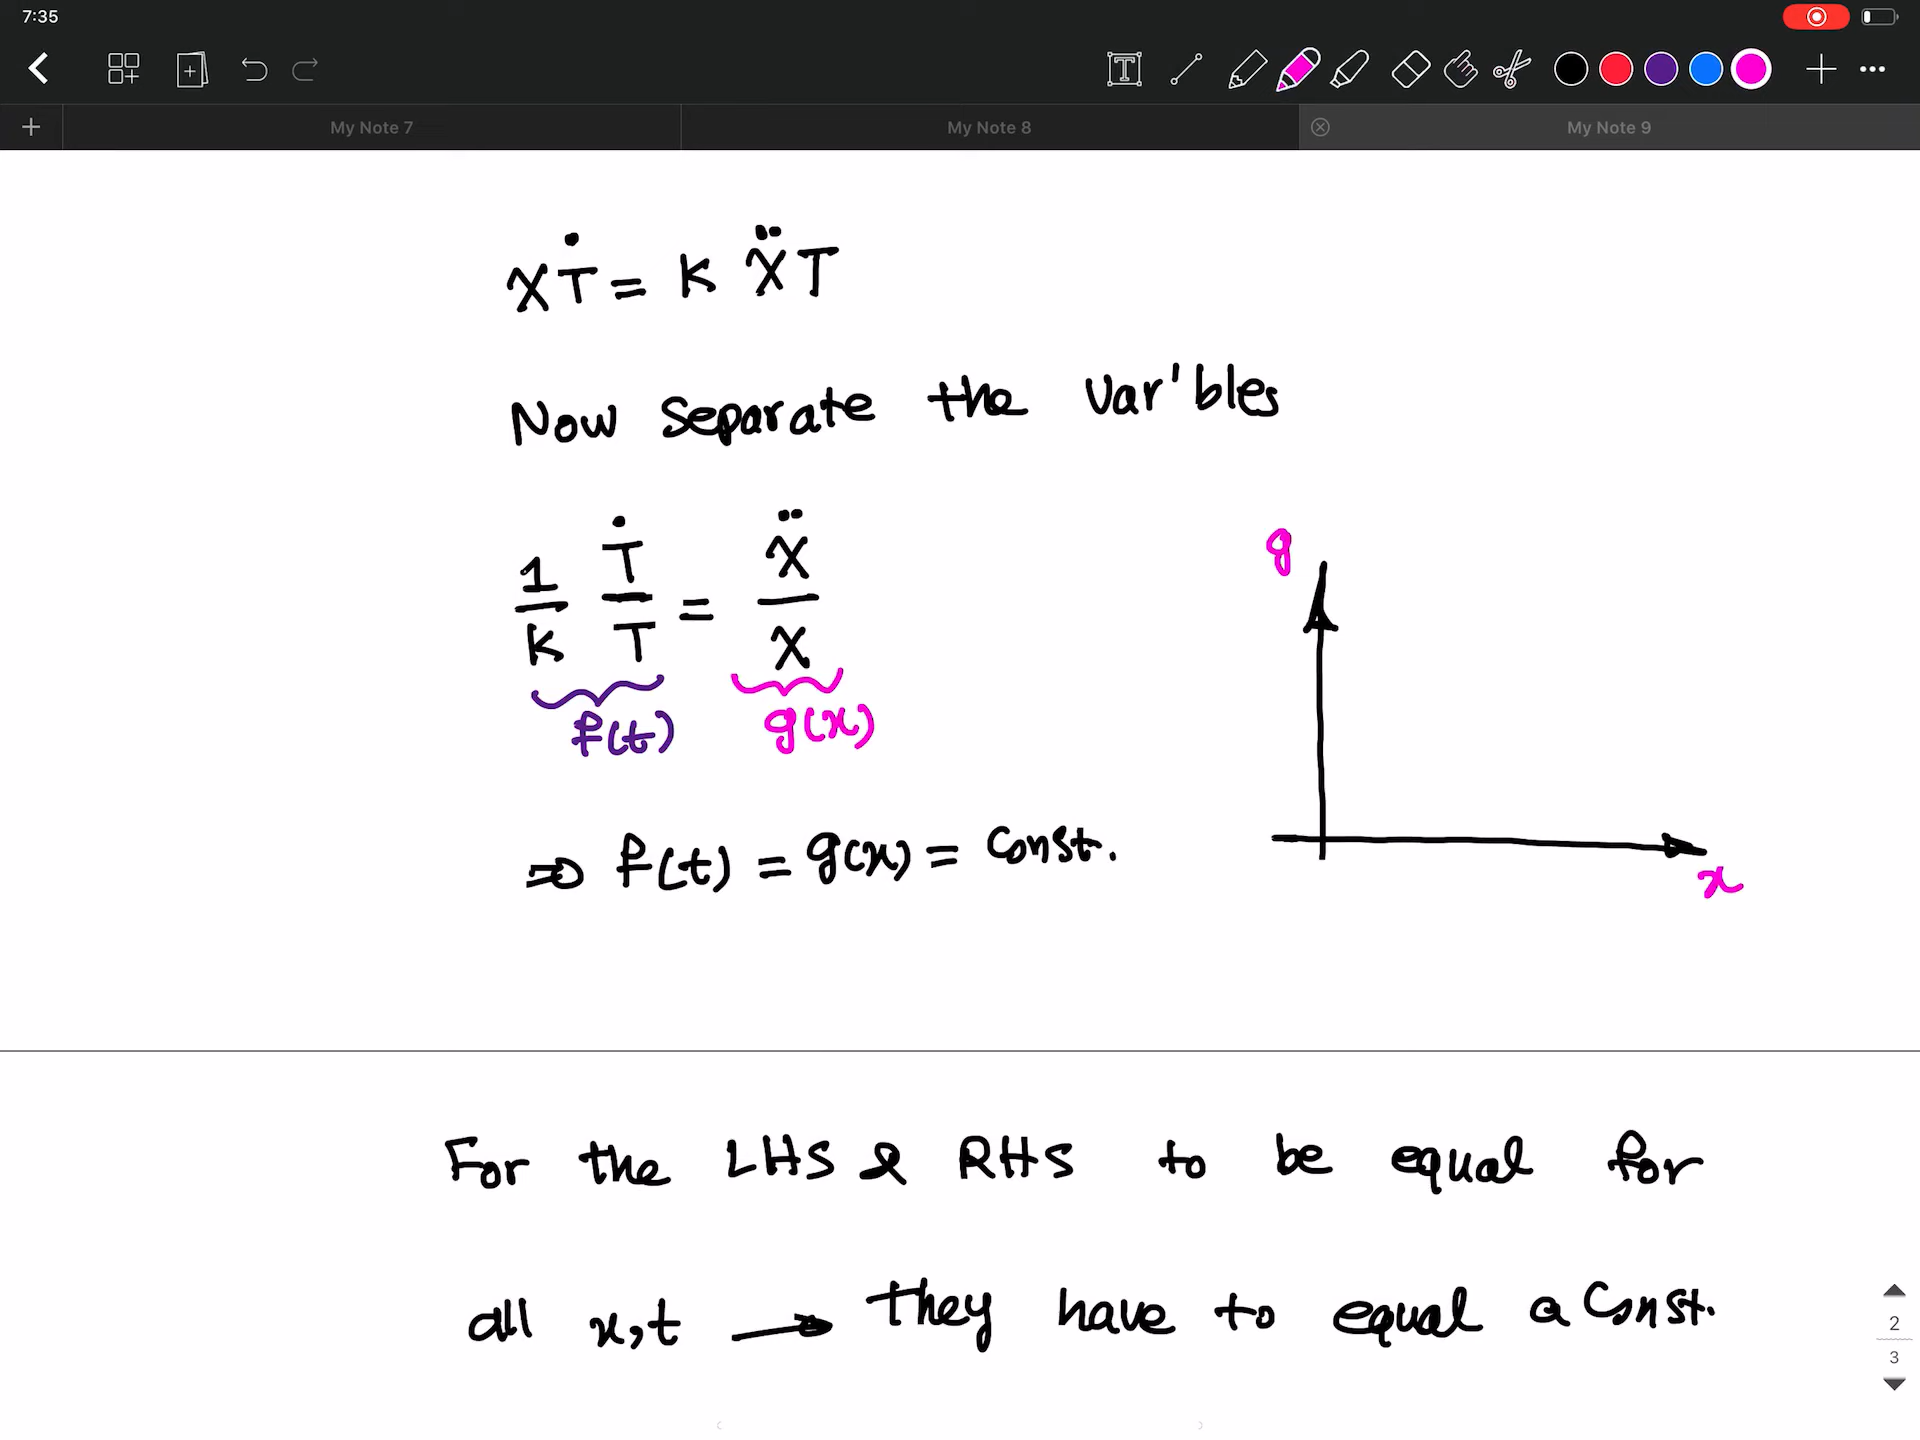 7:35
My Note 7 My Note 8 My Note 9
XṪ = K ẌT
Now separate the var'bles
1/K Ṫ/T = Ẍ/X
f(t) g(x)
g
⇒ f(t) = g(x) = Const.
x
For the LHS & RHS to be equal for
all x,t → they have to equal a Const.
2
3